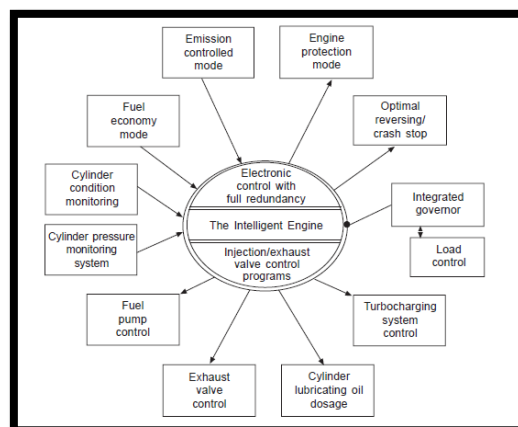 Emission
controlled
mode
Engine
protection
mode
Fuel
economy
mode
Optimal
reversing/
crash stop
Cylinder
condition
monitoring
Electronic
control with
full redundancy
The Intelligent Engine
Injection/exhaust
valve control
programs
Integrated
governor
Cylinder pressure
monitoring
system
Load
control
Fuel
pump
control
Turbocharging
system
control
Exhaust
valve
control
Cylinder
lubricating oil
dosage